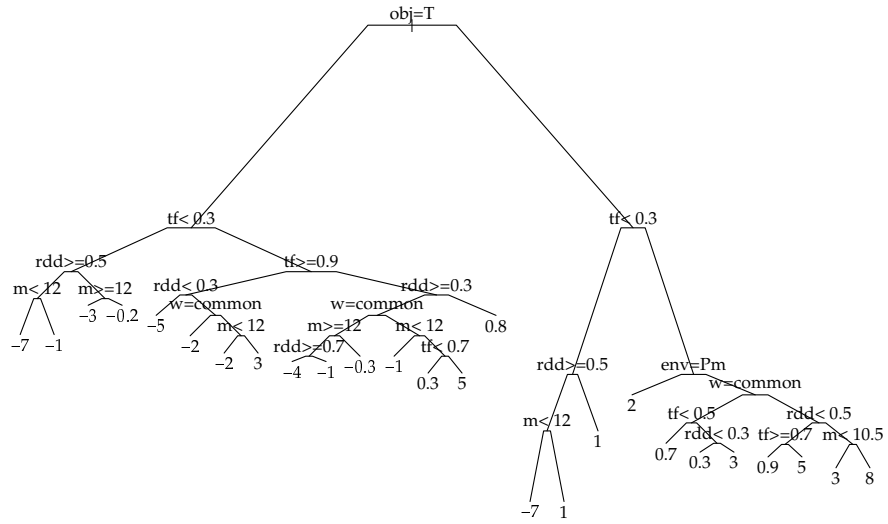 obj=T
tf< 0.3
tf< 0.3
rdd>=0.5
tf>=0.9
m< 12
m>=12
rdd< 0.3
rdd>=0.3
w=common
w=common
−7
−1
−3
−0.2
−5
−2
m< 12
−2
3
m>=12
m< 12
0.8
rdd>=0.7
−0.3
−1
tf< 0.7
−4
−1
0.3
5
rdd>=0.5
env=Pm
m< 12
1
2
w=common
−7
1
tf< 0.5
rdd< 0.5
0.7
rdd< 0.3
tf>=0.7
m< 10.5
0.3
3
0.9
5
3
8